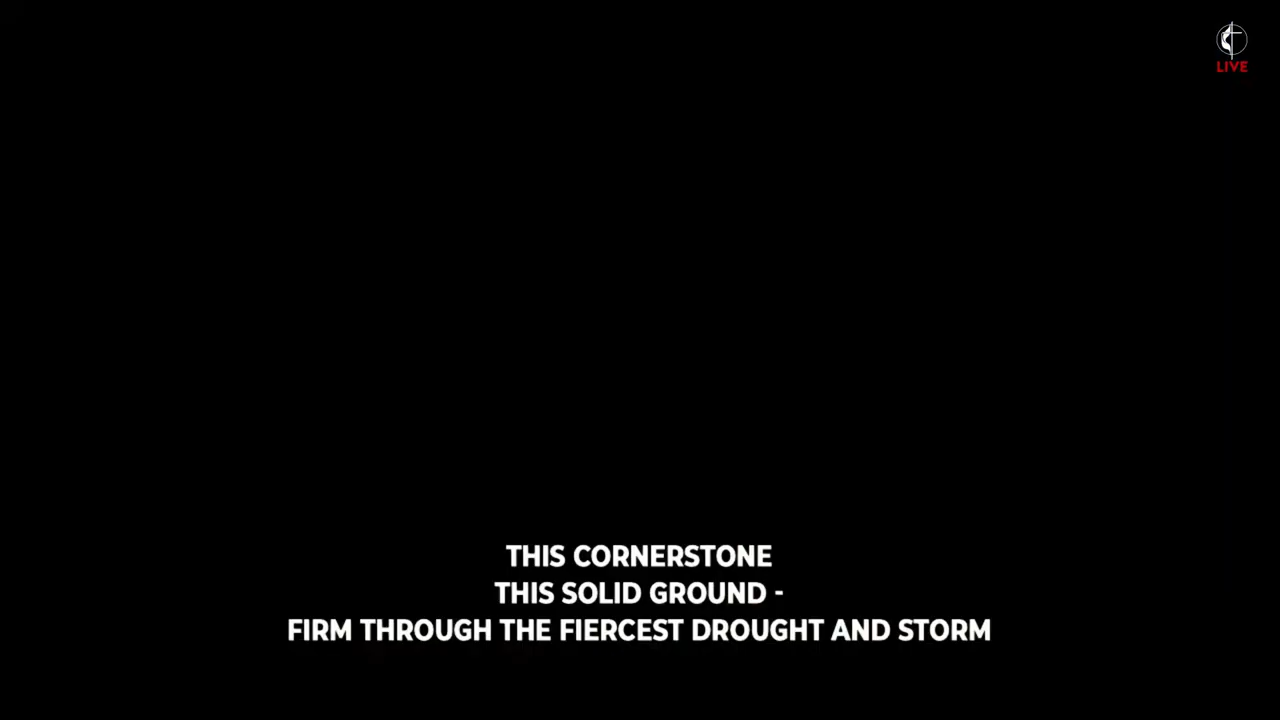 LIVE
THIS CORNERSTONE
THIS SOLID GROUND -
FIRM THROUGH THE FIERCEST DROUGHT AND STORM